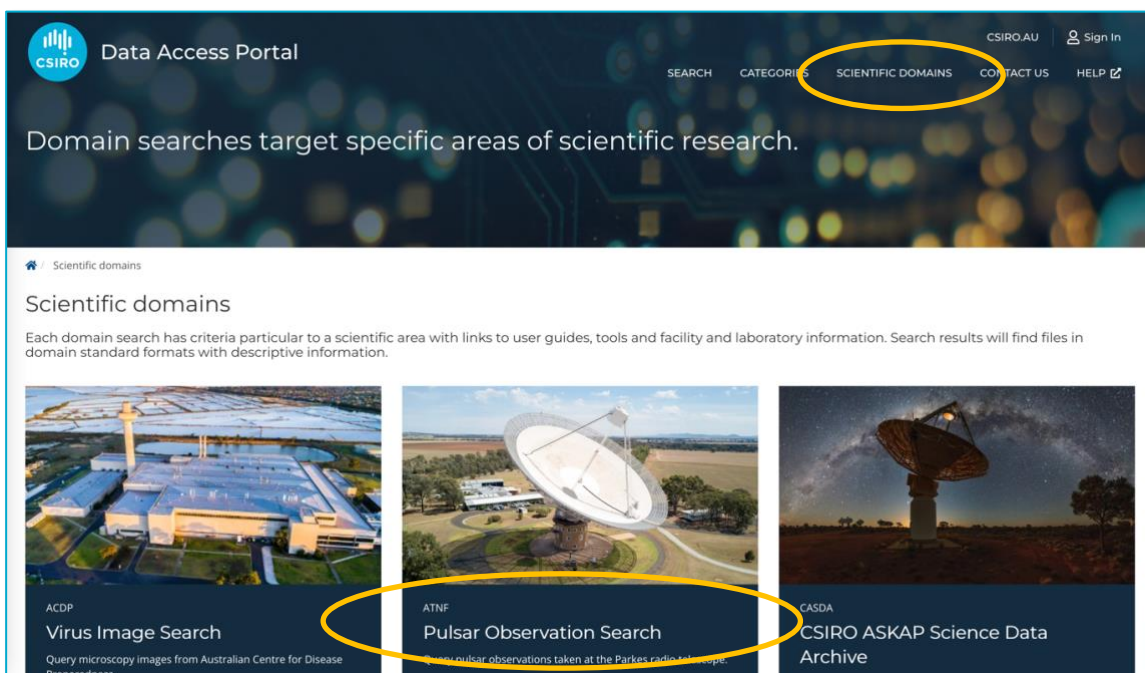 CSIRO
Data Access Portal
CSIRO.AU
Sign In
SEARCH CATEGORIES SCIENTIFIC DOMAINS CONTACT US HELP
Domain searches target specific areas of scientific research.
/ Scientific domains
Scientific domains
Each domain search has criteria particular to a scientific area with links to user guides, tools and facility and laboratory information. Search results will find files in
domain standard formats with descriptive information.
ACDP
Virus Image Search
Query microscopy images from Australian Centre for Disease
Preparedness
ATNF
Pulsar Observation Search
Query pulsar observations taken at the Parkes radio telescope.
CASDA
CSIRO ASKAP Science Data
Archive